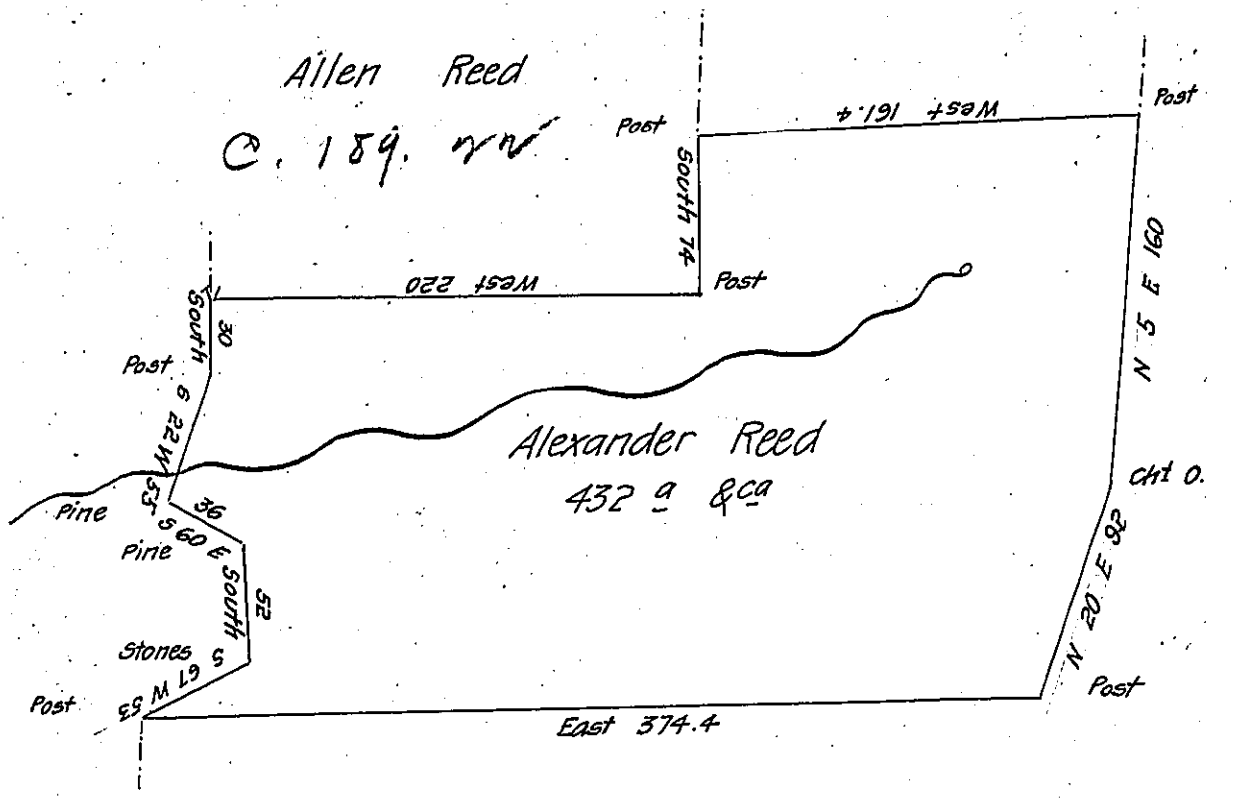 Allen Reed
C. 189.
Post
West 161.4
Post
South 74
West 220
Post
South 30
N 5 E 160
Post
S 22 W 55
Alexander Reed
432 a & ca
Pine
36
S 60 E
Pine
Cht O.
N 20 E 92
South 52
Stones
S 67 W 53
Post
Post
East 374.4